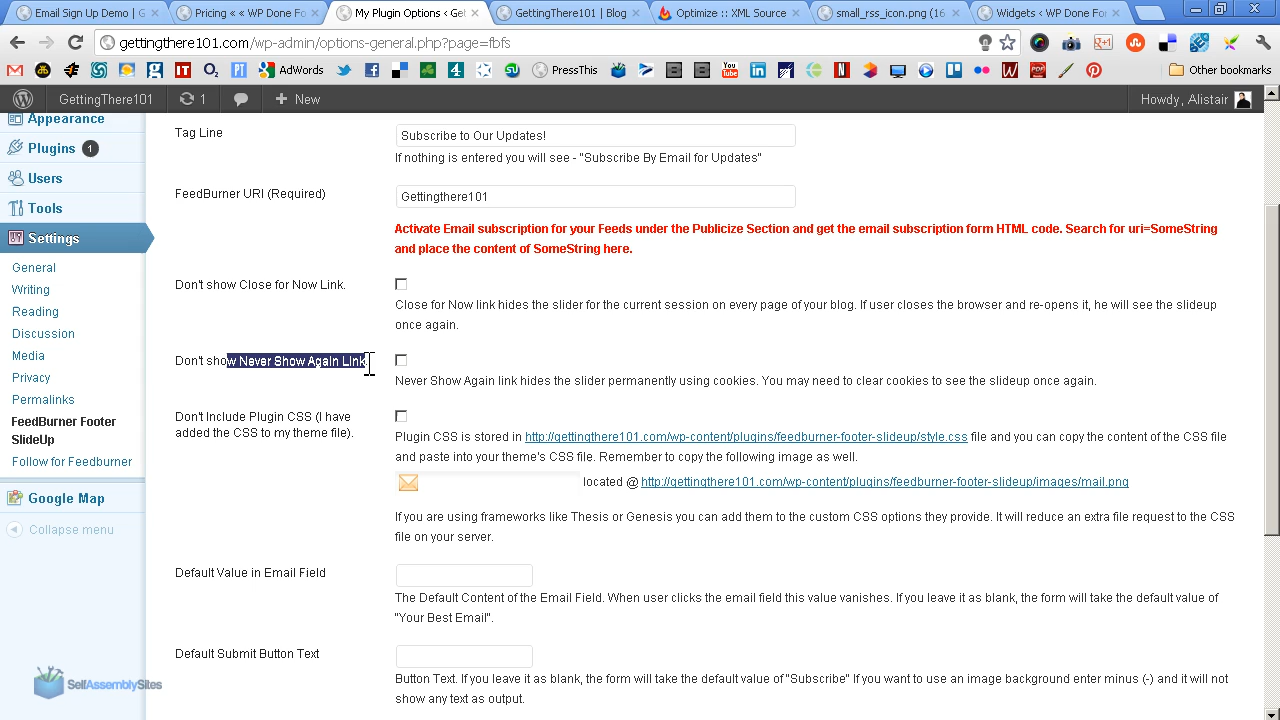 Email Sign Up Demo | G
Pricing « « WP Done Fo
My Plugin Options ‹ Get
GettingThere101 | Blog
Optimize :: XML Source
small_rss_icon.png (16
Widgets ‹ WP Done For
gettingthere101.com/wp-admin/options-general.php?page=fbfs
AdWords
PressThis
Other bookmarks
GettingThere101
1
New
Howdy, Alistair
Appearance
Plugins 1
Users
Tools
Settings
General
Writing
Reading
Discussion
Media
Privacy
Permalinks
FeedBurner Footer
SlideUp
Follow for Feedburner
Google Map
Collapse menu
SelfAssemblySites
Tag Line
Subscribe to Our Updates!
If nothing is entered you will see - "Subscribe By Email for Updates"
FeedBurner URI (Required)
Gettingthere101
Activate Email subscription for your Feeds under the Publicize Section and get the email subscription form HTML code. Search for uri=SomeString
and place the content of SomeString here.
Don't show Close for Now Link.
Close for Now link hides the slider for the current session on every page of your blog. If user closes the browser and re-opens it, he will see the slideup
once again.
Don't show Never Show Again Link.
Never Show Again link hides the slider permanently using cookies. You may need to clear cookies to see the slideup once again.
Don't Include Plugin CSS (I have
added the CSS to my theme file).
Plugin CSS is stored in http://gettingthere101.com/wp-content/plugins/feedburner-footer-slideup/style.css file and you can copy the content of the CSS file
and paste into your theme's CSS file. Remember to copy the following image as well.
located @ http://gettingthere101.com/wp-content/plugins/feedburner-footer-slideup/images/mail.png
If you are using frameworks like Thesis or Genesis you can add them to the custom CSS options they provide. It will reduce an extra file request to the CSS
file on your server.
Default Value in Email Field
The Default Content of the Email Field. When user clicks the email field this value vanishes. If you leave it as blank, the form will take the default value of
"Your Best Email".
Default Submit Button Text
Button Text. If you leave it as blank, the form will take the default value of "Subscribe" If you want to use an image background enter minus (-) and it will not
show any text as output.